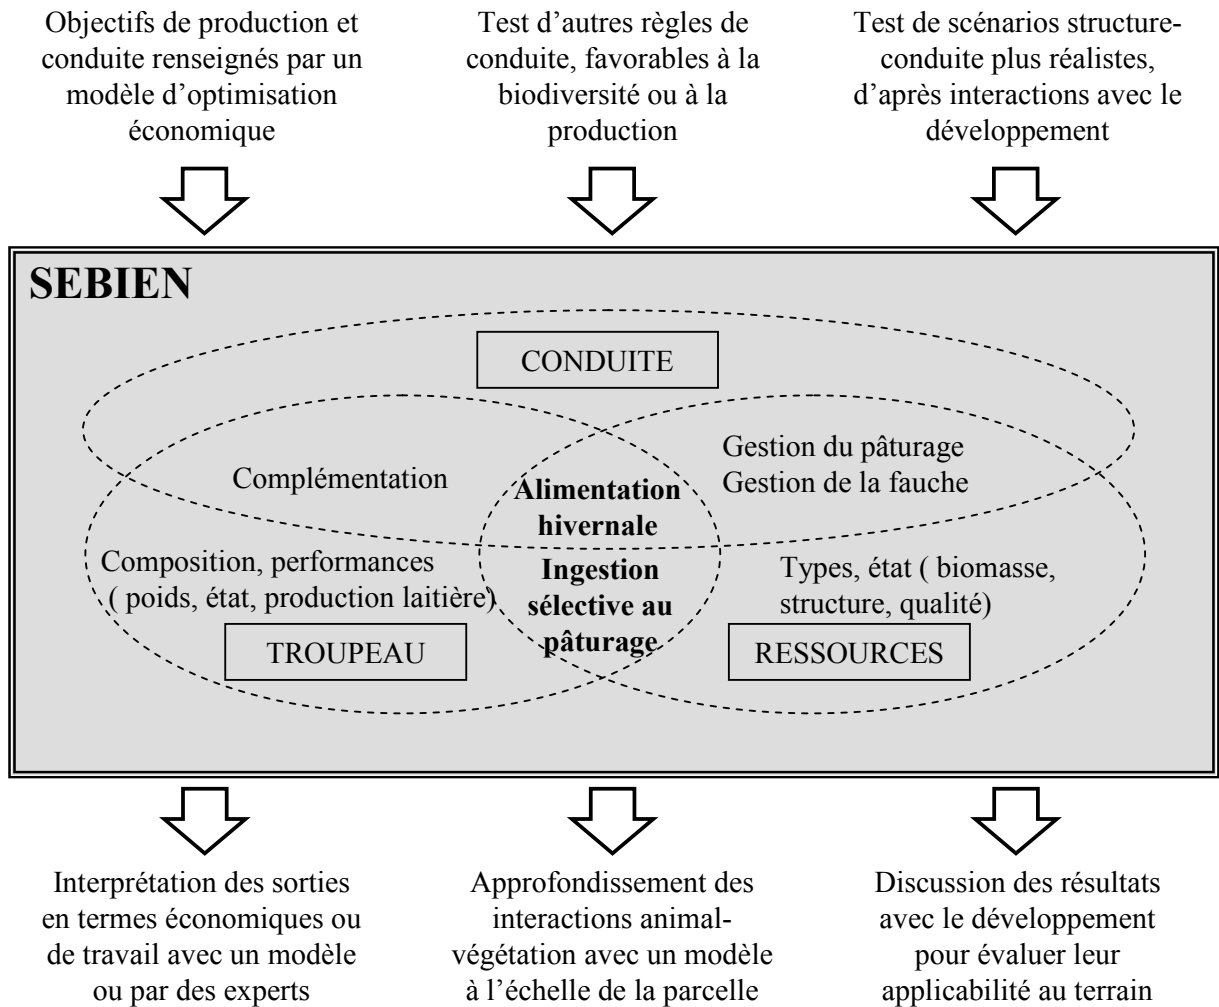 Objectifs de production et
conduite renseignés par un
modèle d’optimisation
économique
Test d’autres règles de
conduite, favorables à la
biodiversité ou à la
production
Test de scénarios structure-
conduite plus réalistes,
d’après interactions avec le
développement
SEBIEN
CONDUITE
Complémentation
Gestion du pâturage
Gestion de la fauche
Alimentation
hivernale
Composition, performances
( poids, état, production laitière)
Ingestion
sélective au
pâturage
Types, état ( biomasse,
structure, qualité)
TROUPEAU
RESSOURCES
Interprétation des sorties
en termes économiques ou
de travail avec un modèle
ou par des experts
Approfondissement des
interactions animal-
végétation avec un modèle
à l’échelle de la parcelle
Discussion des résultats
avec le développement
pour évaluer leur
applicabilité au terrain